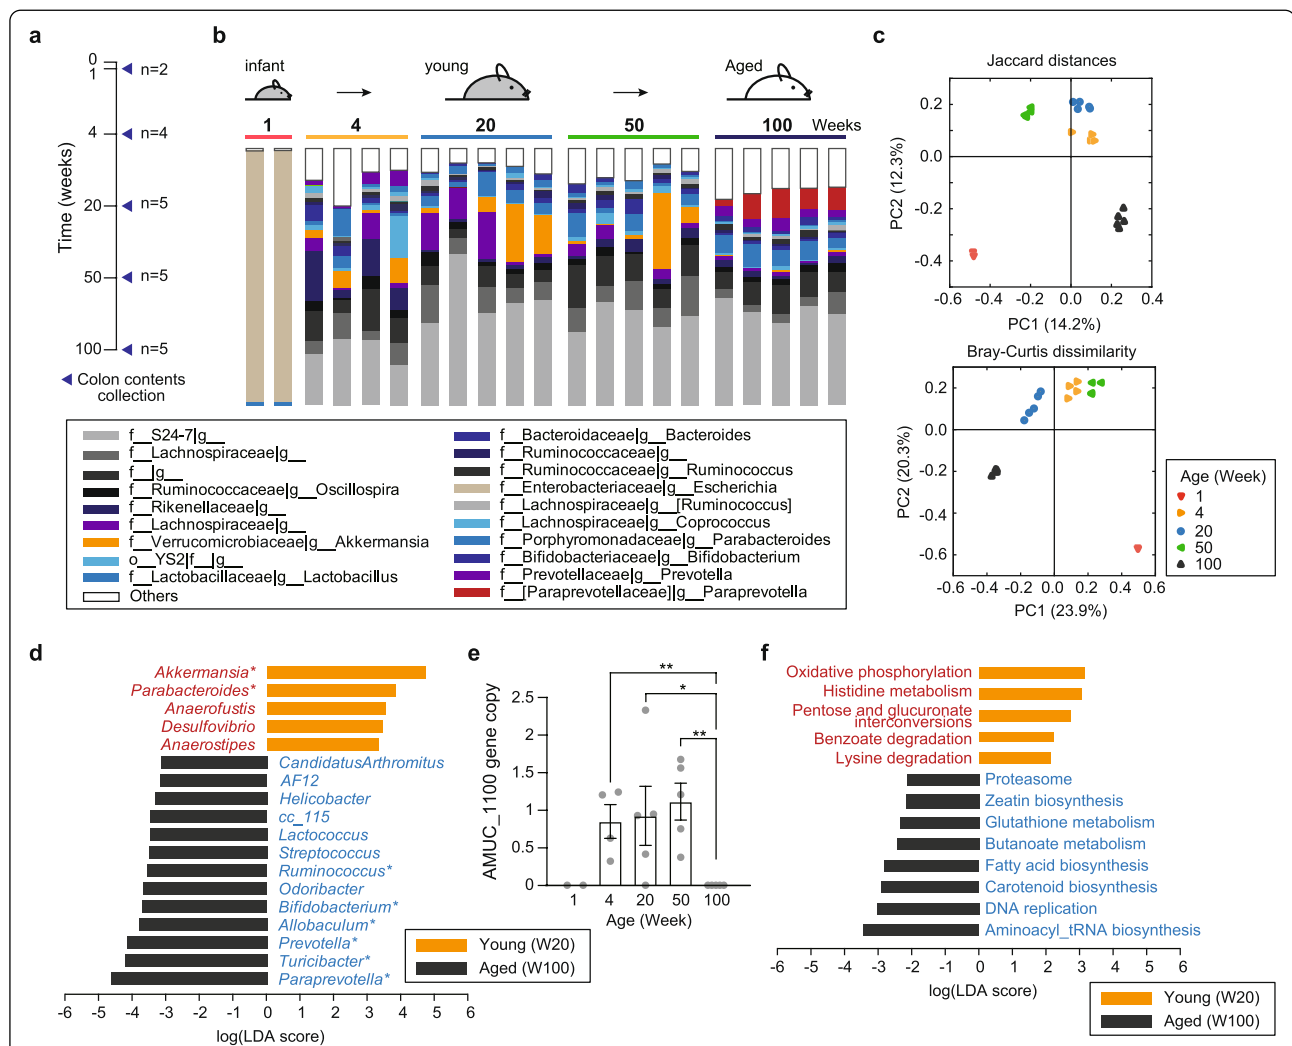 a
b
c
0
1
4
20
50
100
Time (weeks)
n=2
n=4
n=5
n=5
n=5
Colon contents
collection
infant
young
Aged
1
4
20
50
100
Weeks
f__S24-7|g__
f__Lachnospiraceae|g__
f__|g__
f__Ruminococcaceae|g__Oscillospira
f__Rikenellaceae|g__
f__Lachnospiraceae|g__
f__Verrucomicrobiaceae|g__Akkermansia
o__YS2|f__|g__
f__Lactobacillaceae|g__Lactobacillus
Others
f__Bacteroidaceae|g__Bacteroides
f__Ruminococcaceae|g__
f__Ruminococcaceae|g__Ruminococcus
f__Enterobacteriaceae|g__Escherichia
f__Lachnospiraceae|g__[Ruminococcus]
f__Lachnospiraceae|g__Coprococcus
f__Porphyromonadaceae|g__Parabacteroides
f__Bifidobacteriaceae|g__Bifidobacterium
f__Prevotellaceae|g__Prevotella
f__[Paraprevotellaceae]|g__Paraprevotella
Jaccard distances
0.2
0.0
-0.2
-0.4
PC2 (12.3%)
-0.6 -0.4 -0.2 0.0 0.2 0.4
PC1 (14.2%)
Bray-Curtis dissimilarity
0.2
0.0
-0.2
-0.4
-0.6
PC2 (20.3%)
-0.6 -0.4 -0.2 0.0 0.2 0.4 0.6
PC1 (23.9%)
Age (Week)
1
4
20
50
100
d
Akkermansia*
Parabacteroides*
Anaerofustis
Desulfovibrio
Anaerostipes
CandidatusArthromitus
AF12
Helicobacter
cc_115
Lactococcus
Streptococcus
Ruminococcus*
Odoribacter
Bifidobacterium*
Allobaculum*
Prevotella*
Turicibacter*
Paraprevotella*
-6 -5 -4 -3 -2 -1 0 1 2 3 4 5 6
log(LDA score)
Young (W20)
Aged (W100)
e
**
*
**
2.5
2
1.5
1
0.5
0
AMUC_1100 gene copy
1 4 20 50 100
Age (Week)
f
Oxidative phosphorylation
Histidine metabolism
Pentose and glucuronate
interconversions
Benzoate degradation
Lysine degradation
Proteasome
Zeatin biosynthesis
Glutathione metabolism
Butanoate metabolism
Fatty acid biosynthesis
Carotenoid biosynthesis
DNA replication
Aminoacyl_tRNA biosynthesis
-6 -5 -4 -3 -2 -1 0 1 2 3 4 5 6
log(LDA score)
Young (W20)
Aged (W100)